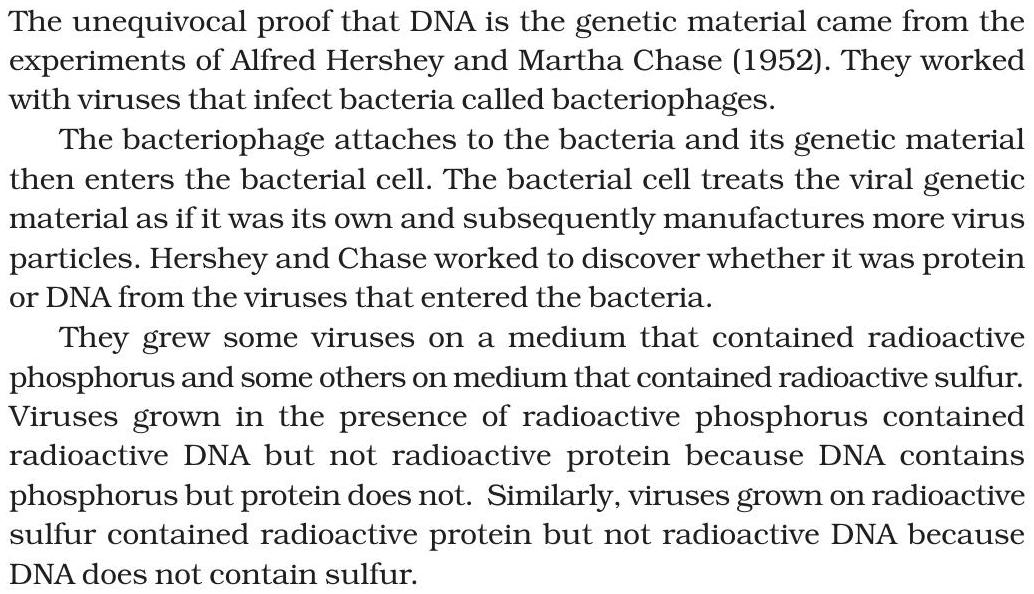 The unequivocal proof that DNA is the genetic material came from the
experiments of Alfred Hershey and Martha Chase (1952). They worked
with viruses that infect bacteria called bacteriophages.
The bacteriophage attaches to the bacteria and its genetic material
then enters the bacterial cell. The bacterial cell treats the viral genetic
material as if it was its own and subsequently manufactures more virus
particles. Hershey and Chase worked to discover whether it was protein
or DNA from the viruses that entered the bacteria.
They grew some viruses on a medium that contained radioactive
phosphorus and some others on medium that contained radioactive sulfur.
Viruses grown in the presence of radioactive phosphorus contained
radioactive DNA but not radioactive protein because DNA contains
phosphorus but protein does not. Similarly, viruses grown on radioactive
sulfur contained radioactive protein but not radioactive DNA because
DNA does not contain sulfur.